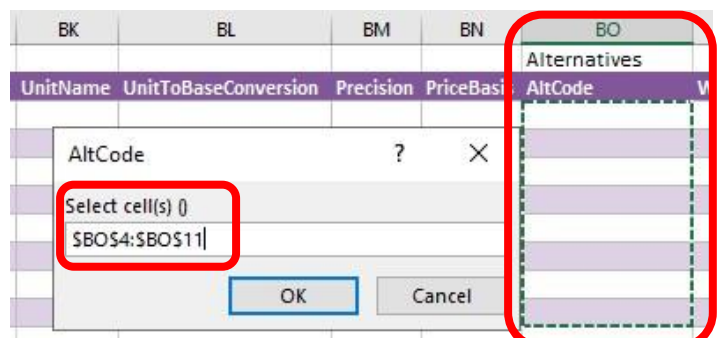 BK BL BM BN BO
Alternatives
UnitName UnitToBaseConversion Precision PriceBasis AltCode
AltCode ? ×
Select cell(s) ()
$BO$4:$BO$11
OK Cancel